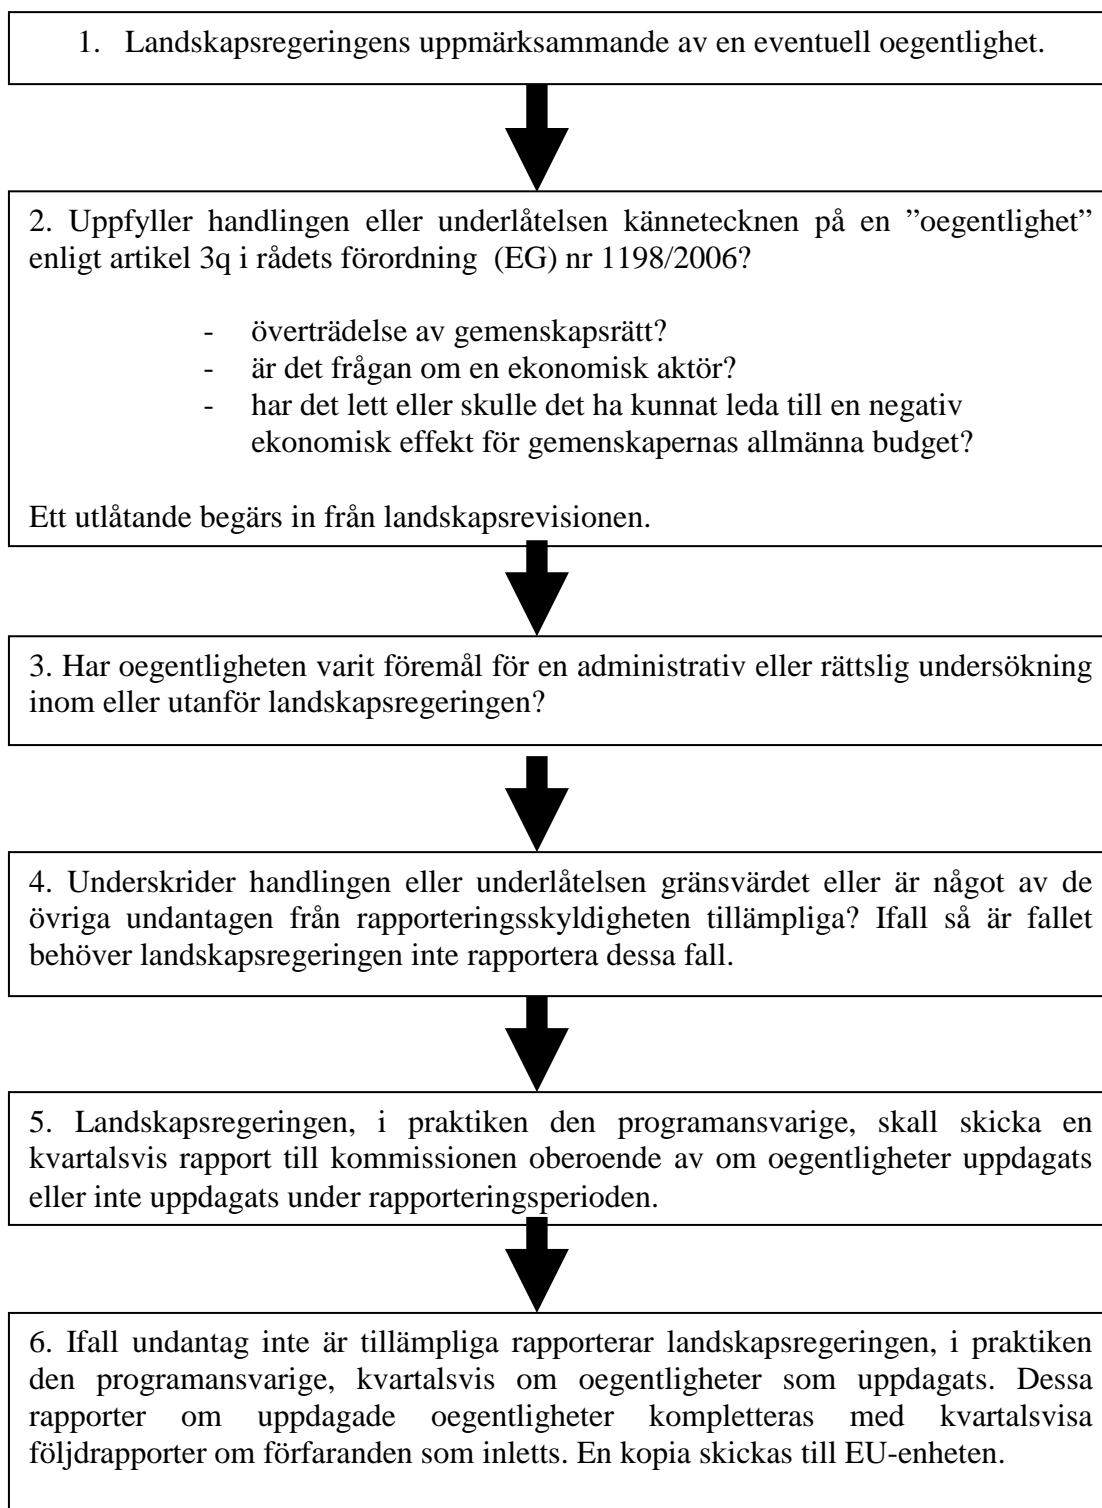 1. Landskapsregeringens uppmärksammande av en eventuell oegentlighet.
2. Uppfyller handlingen eller underlåtelsen kännetecknen på en ”oegentlighet”
enligt artikel 3q i rådets förordning (EG) nr 1198/2006?
- överträdelse av gemenskapsrätt?
- är det frågan om en ekonomisk aktör?
- har det lett eller skulle det ha kunnat leda till en negativ
ekonomisk effekt för gemenskapernas allmänna budget?
Ett utlåtande begärs in från landskapsrevisionen.
3. Har oegentligheten varit föremål för en administrativ eller rättslig undersökning
inom eller utanför landskapsregeringen?
4. Underskrider handlingen eller underlåtelsen gränsvärdet eller är något av de
övriga undantagen från rapporteringsskyldigheten tillämpliga? Ifall så är fallet
behöver landskapsregeringen inte rapportera dessa fall.
5. Landskapsregeringen, i praktiken den programansvarige, skall skicka en
kvartalsvis rapport till kommissionen oberoende av om oegentligheter uppdagats
eller inte uppdagats under rapporteringsperioden.
6. Ifall undantag inte är tillämpliga rapporterar landskapsregeringen, i praktiken
den programansvarige, kvartalsvis om oegentligheter som uppdagats. Dessa
rapporter om uppdagade oegentligheter kompletteras med kvartalsvisa
följdrapporter om förfaranden som inletts. En kopia skickas till EU-enheten.